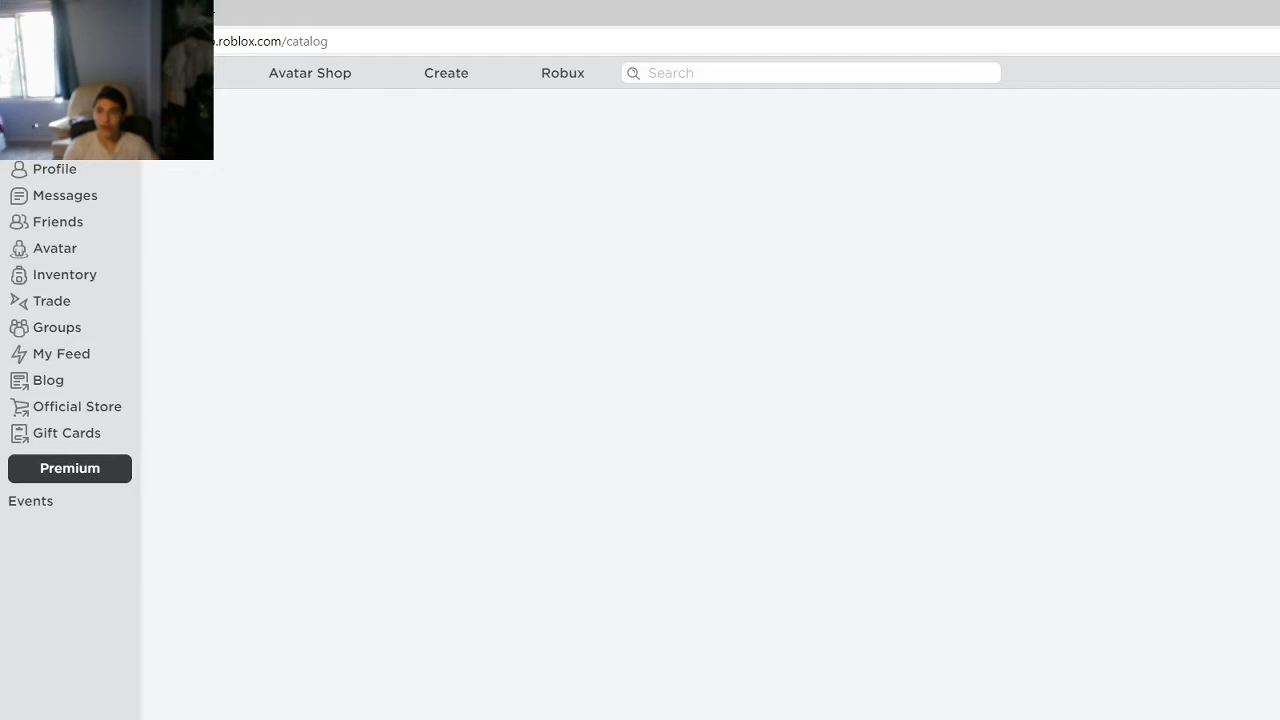 .roblox.com/catalog
Avatar Shop
Create
Robux
Search
Profile
Messages
Friends
Avatar
Inventory
Trade
Groups
My Feed
Blog
Official Store
Gift Cards
Premium
Events